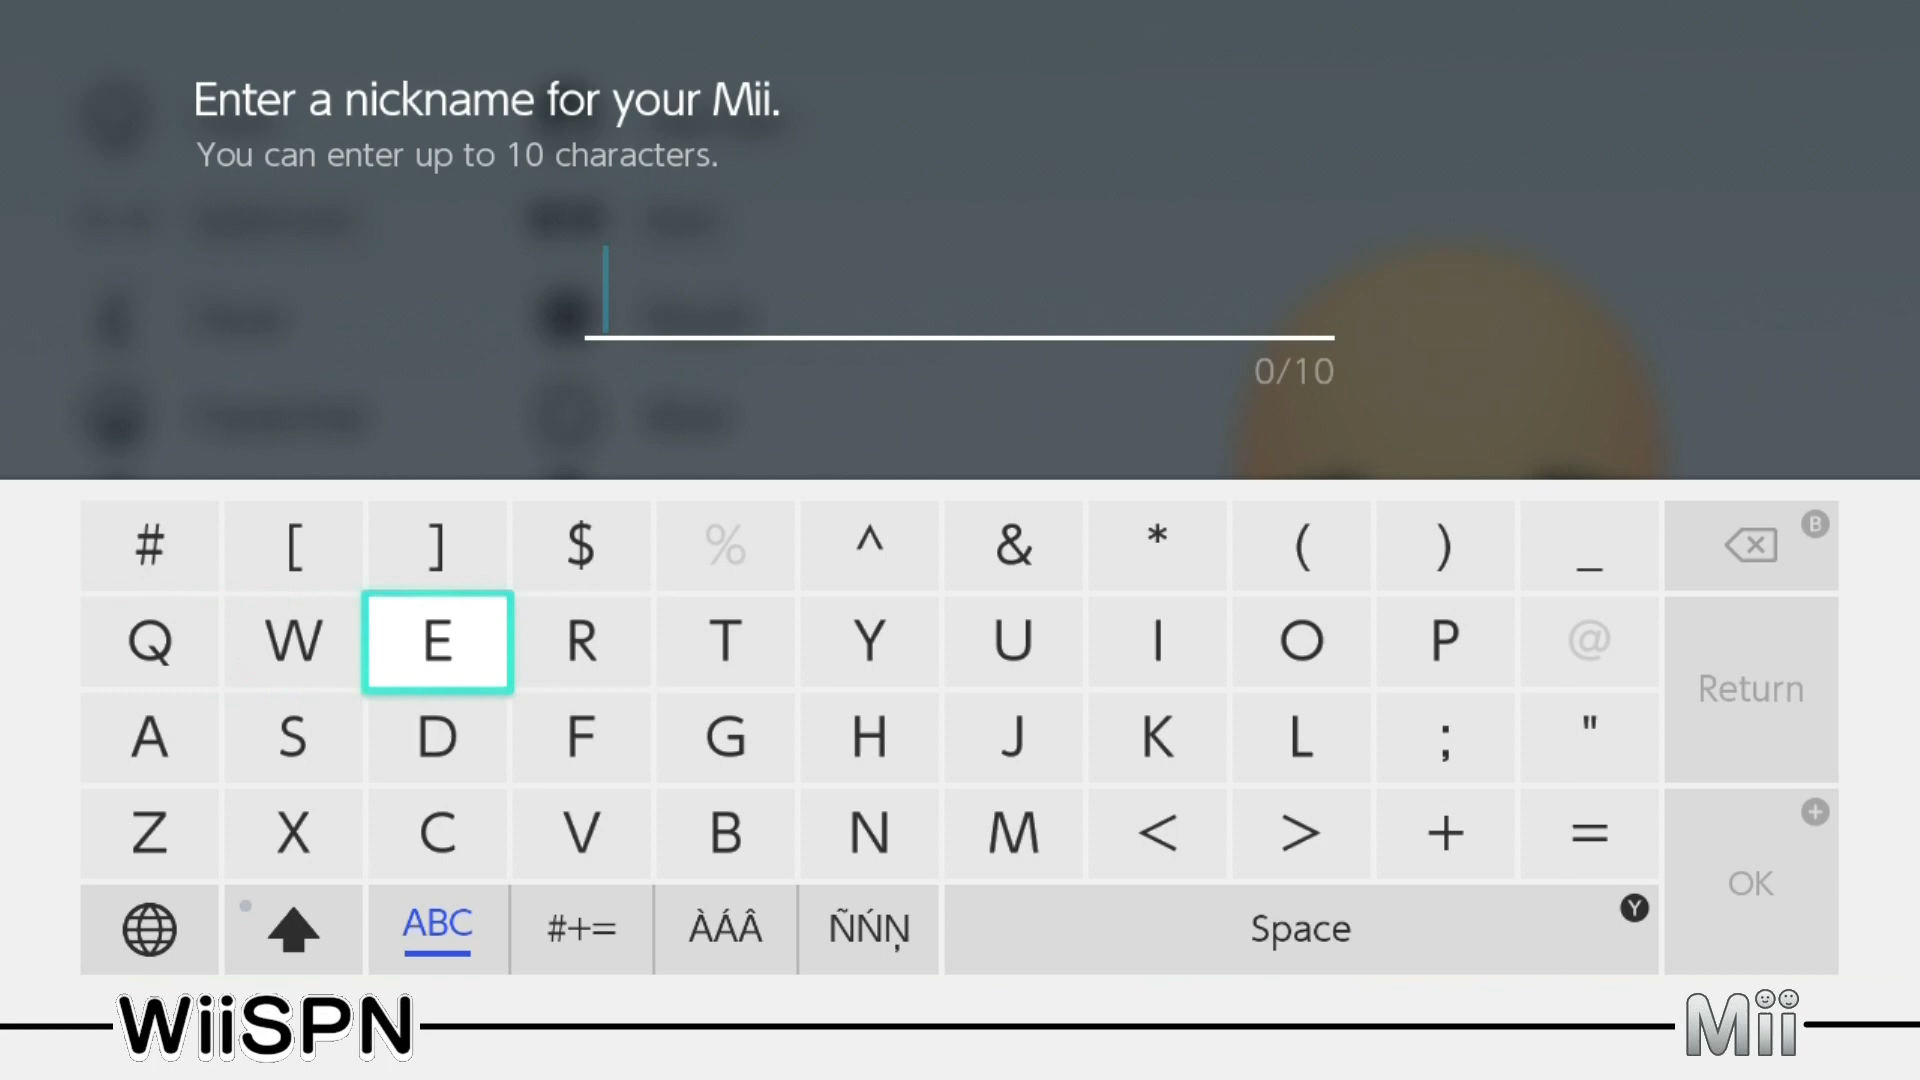 Enter a nickname for your Mii.
You can enter up to 10 characters.
0/10
# [ ] $ % ^ & * ( ) _ B
Q W E R T Y U I O P @
Return
A S D F G H J K L ; "
Z X C V B N M < > + =
+
OK
ABC #+= ÀÁÂ ÑŃŅ Space Y
WiiSPN
Mii